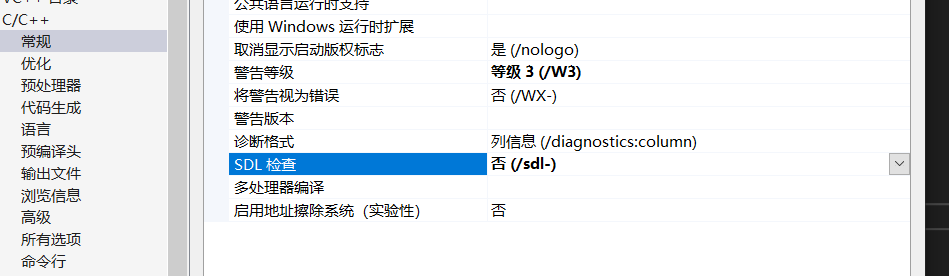 VC++ 目录
C/C++
常规
优化
预处理器
代码生成
语言
预编译头
输出文件
浏览信息
高级
所有选项
命令行
公共语言运行时支持
使用 Windows 运行时扩展
取消显示启动版权标志 是 (/nologo)
警告等级 等级 3 (/W3)
将警告视为错误 否 (/WX-)
警告版本
诊断格式 列信息 (/diagnostics:column)
SDL 检查 否 (/sdl-)
多处理器编译
启用地址擦除系统 (实验性) 否